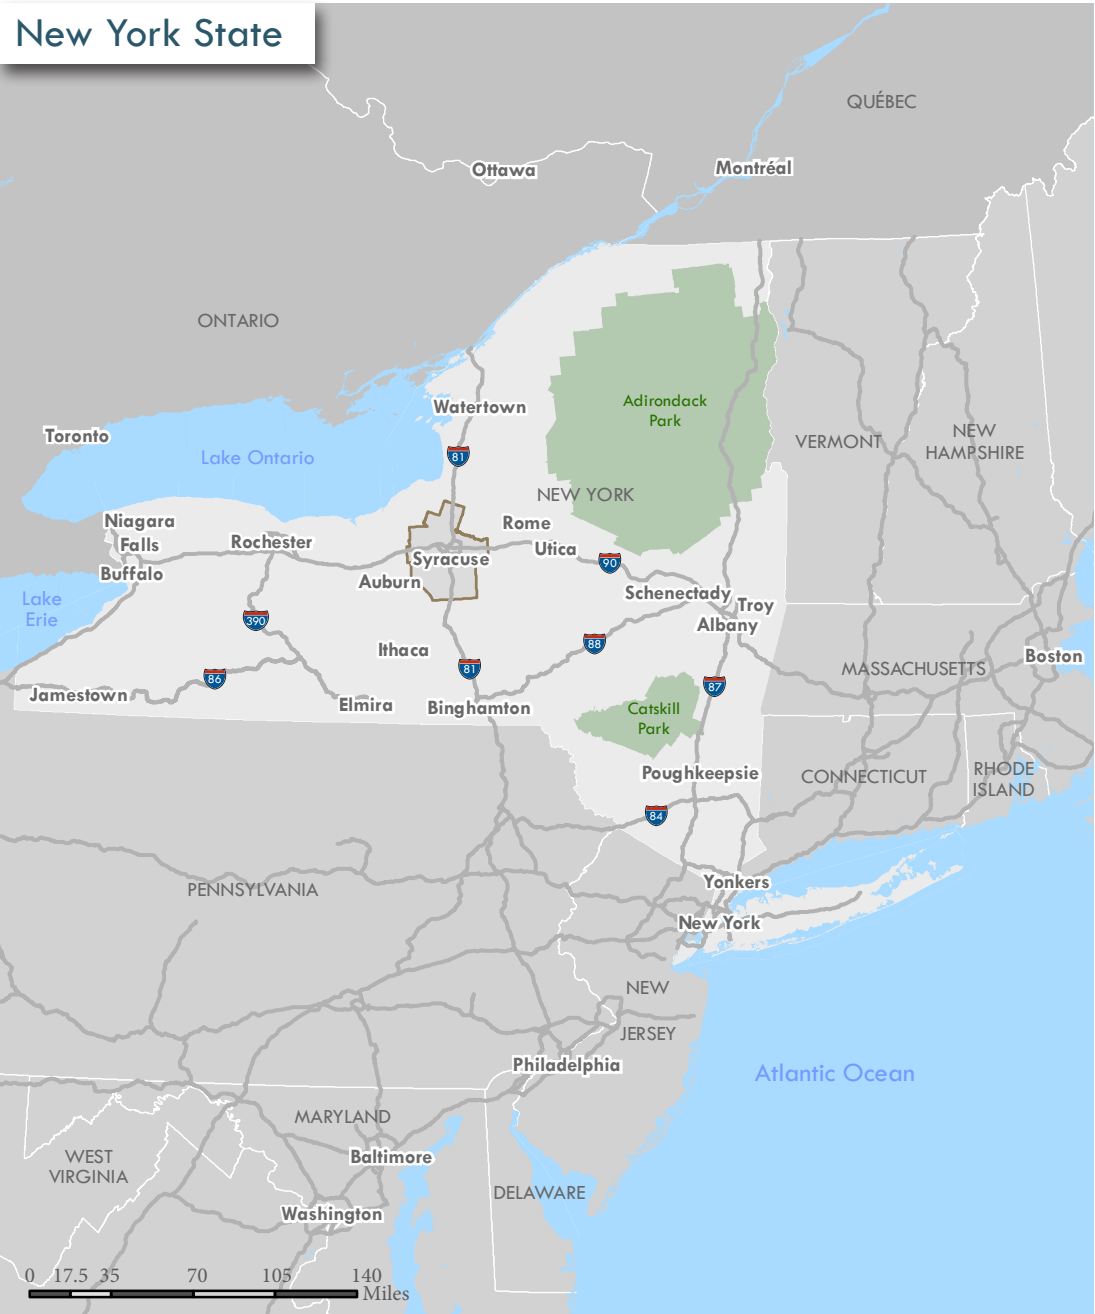 New York State
QUÉBEC
Ottawa
Montréal
ONTARIO
Adirondack
Park
Watertown
Toronto
Lake Ontario
VERMONT
NEW
HAMPSHIRE
81
NEW YORK
Niagara
Falls
Rochester
Rome
Utica
Syracuse
90
Buffalo
Auburn
Lake
Erie
Schenectady
Troy
Albany
390
88
Ithaca
81
86
87
MASSACHUSETTS
Boston
Jamestown
Elmira
Binghamton
Catskill
Park
Poughkeepsie
CONNECTICUT
RHODE
ISLAND
84
PENNSYLVANIA
Yonkers
New York
NEW
JERSEY
Philadelphia
Atlantic Ocean
MARYLAND
Baltimore
WEST
VIRGINIA
DELAWARE
Washington
0 17.5 35 70 105 140
Miles